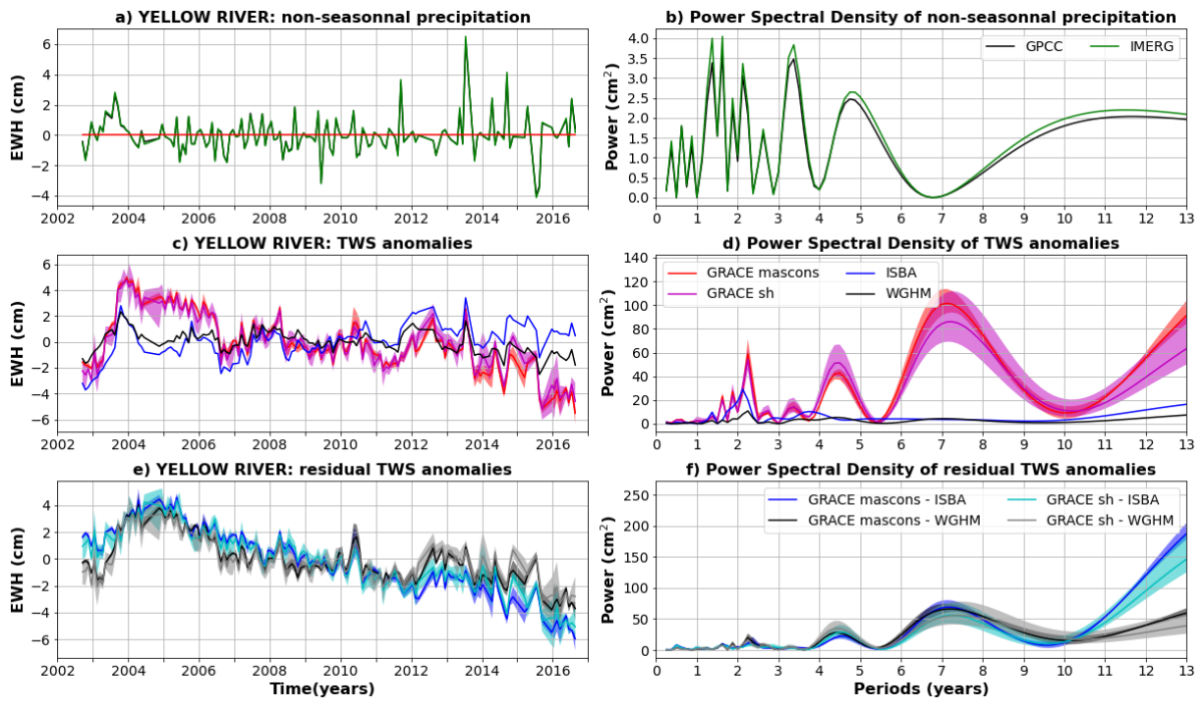 a) YELLOW RIVER: non-seasonnal precipitation
EWH (cm)
6
4
2
0
−2
−4
2002 2004 2006 2008 2010 2012 2014 2016
b) Power Spectral Density of non-seasonnal precipitation
Power (cm²)
4.0
3.5
3.0
2.5
2.0
1.5
1.0
0.5
0.0
GPCC IMERG
0 1 2 3 4 5 6 7 8 9 10 11 12 13
c) YELLOW RIVER: TWS anomalies
EWH (cm)
6
4
2
0
−2
−4
−6
2002 2004 2006 2008 2010 2012 2014 2016
d) Power Spectral Density of TWS anomalies
Power (cm²)
140
120
100
80
60
40
20
0
GRACE mascons ISBA
GRACE sh WGHM
0 1 2 3 4 5 6 7 8 9 10 11 12 13
e) YELLOW RIVER: residual TWS anomalies
EWH (cm)
4
2
0
−2
−4
−6
2002 2004 2006 2008 2010 2012 2014 2016
Time(years)
f) Power Spectral Density of residual TWS anomalies
Power (cm²)
250
200
150
100
50
0
GRACE mascons - ISBA GRACE sh - ISBA
GRACE mascons - WGHM GRACE sh - WGHM
0 1 2 3 4 5 6 7 8 9 10 11 12 13
Periods (years)